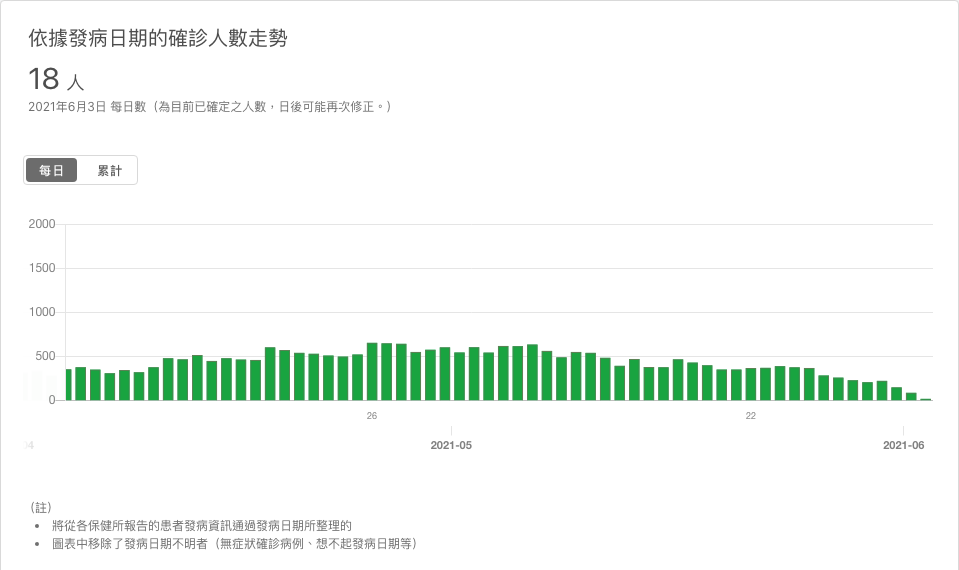 依據發病日期的確診人數走勢
18 人
2021年6月3日 每日數（為目前已確定之人數，日後可能再次修正。）
每日 累計
2000
1500
1000
500
0
26 22
04 2021-05 2021-06
（註）
• 將從各保健所報告的患者發病資訊通過發病日期所整理的
• 圖表中移除了發病日期不明者（無症狀確診病例、想不起發病日期等）